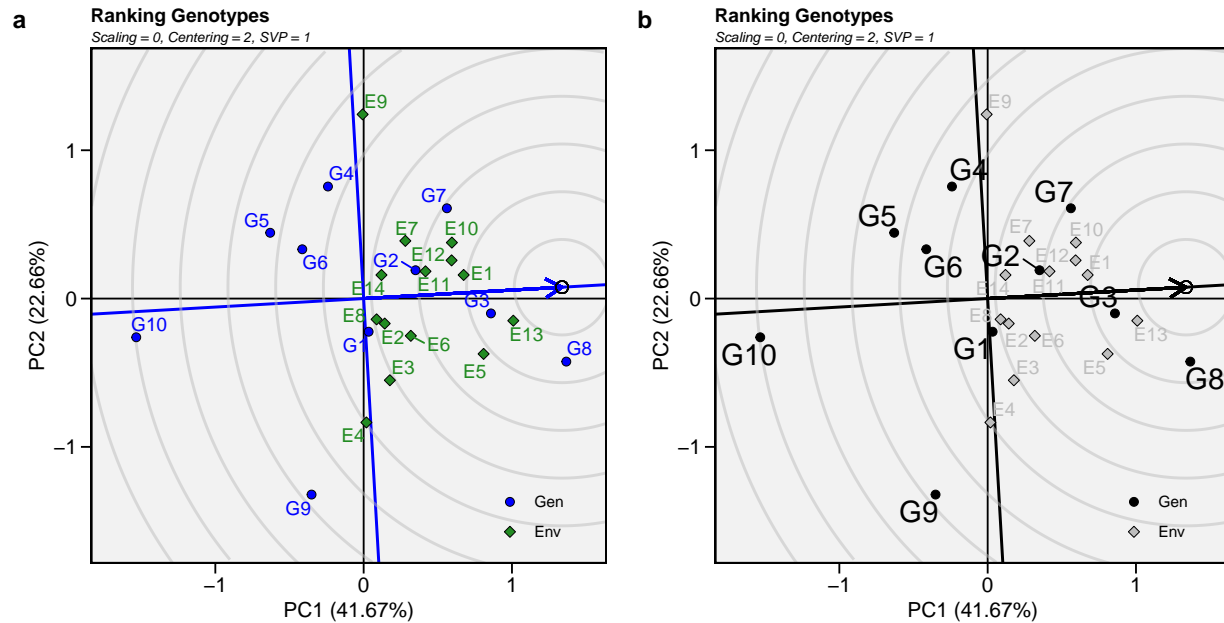 a
Ranking Genotypes
Scaling = 0, Centering = 2, SVP = 1
E9
G4
G7
G5
E7
E10
G6
G2
E12
E1
E11
E14
G3
E8
E13
G10
G1
E2
E6
G8
E3
E5
E4
G9
Gen
Env
1
0
−1
PC2 (22.66%)
−1
0
1
PC1 (41.67%)
b
Ranking Genotypes
Scaling = 0, Centering = 2, SVP = 1
E9
G4
G7
G5
E7
E10
G6
G2
E12
E1
E11
E14
G3
E8
E13
G10
G1
E2
E6
G8
E3
E5
E4
G9
Gen
Env
1
0
−1
PC2 (22.66%)
−1
0
1
PC1 (41.67%)